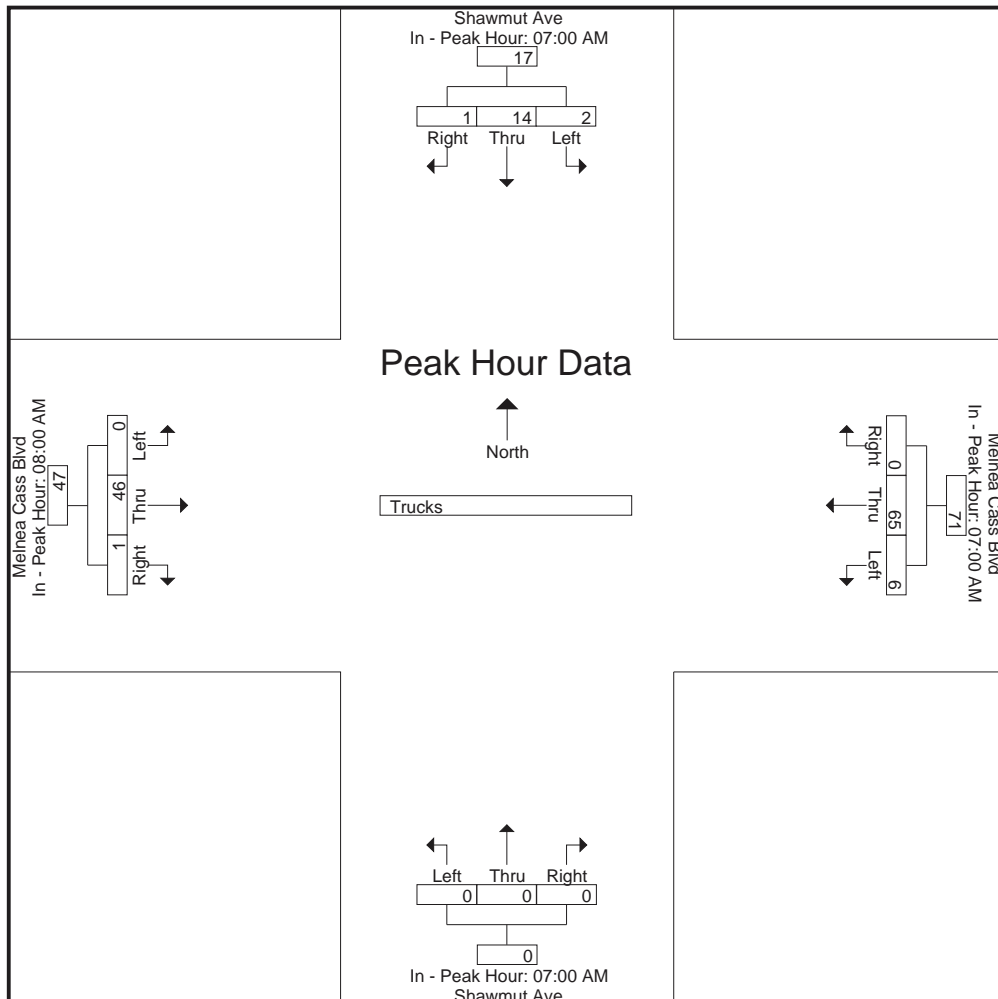 Shawmut Ave
In - Peak Hour: 07:00 AM
17
1 14 2
Right Thru Left
Peak Hour Data
North
Trucks
Melnea Cass Blvd
In - Peak Hour: 08:00 AM
47
0 46 1
Left Thru Right
Melnea Cass Blvd
In - Peak Hour: 07:00 AM
71
0 65 6
Right Thru Left
Left Thru Right
0 0 0
0
In - Peak Hour: 07:00 AM
Shawmut Ave